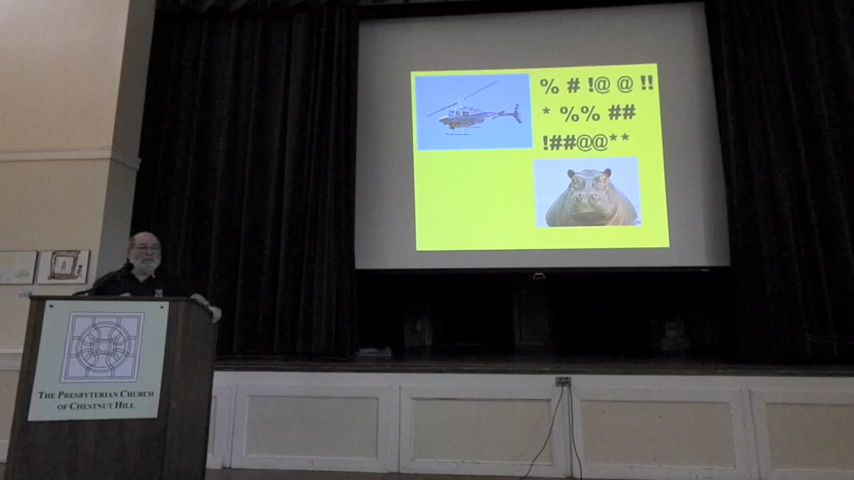 % # !@ @ !!
* %% ##
!##@@**
THE PRESBYTERIAN CHURCH
OF CHESTNUT HILL